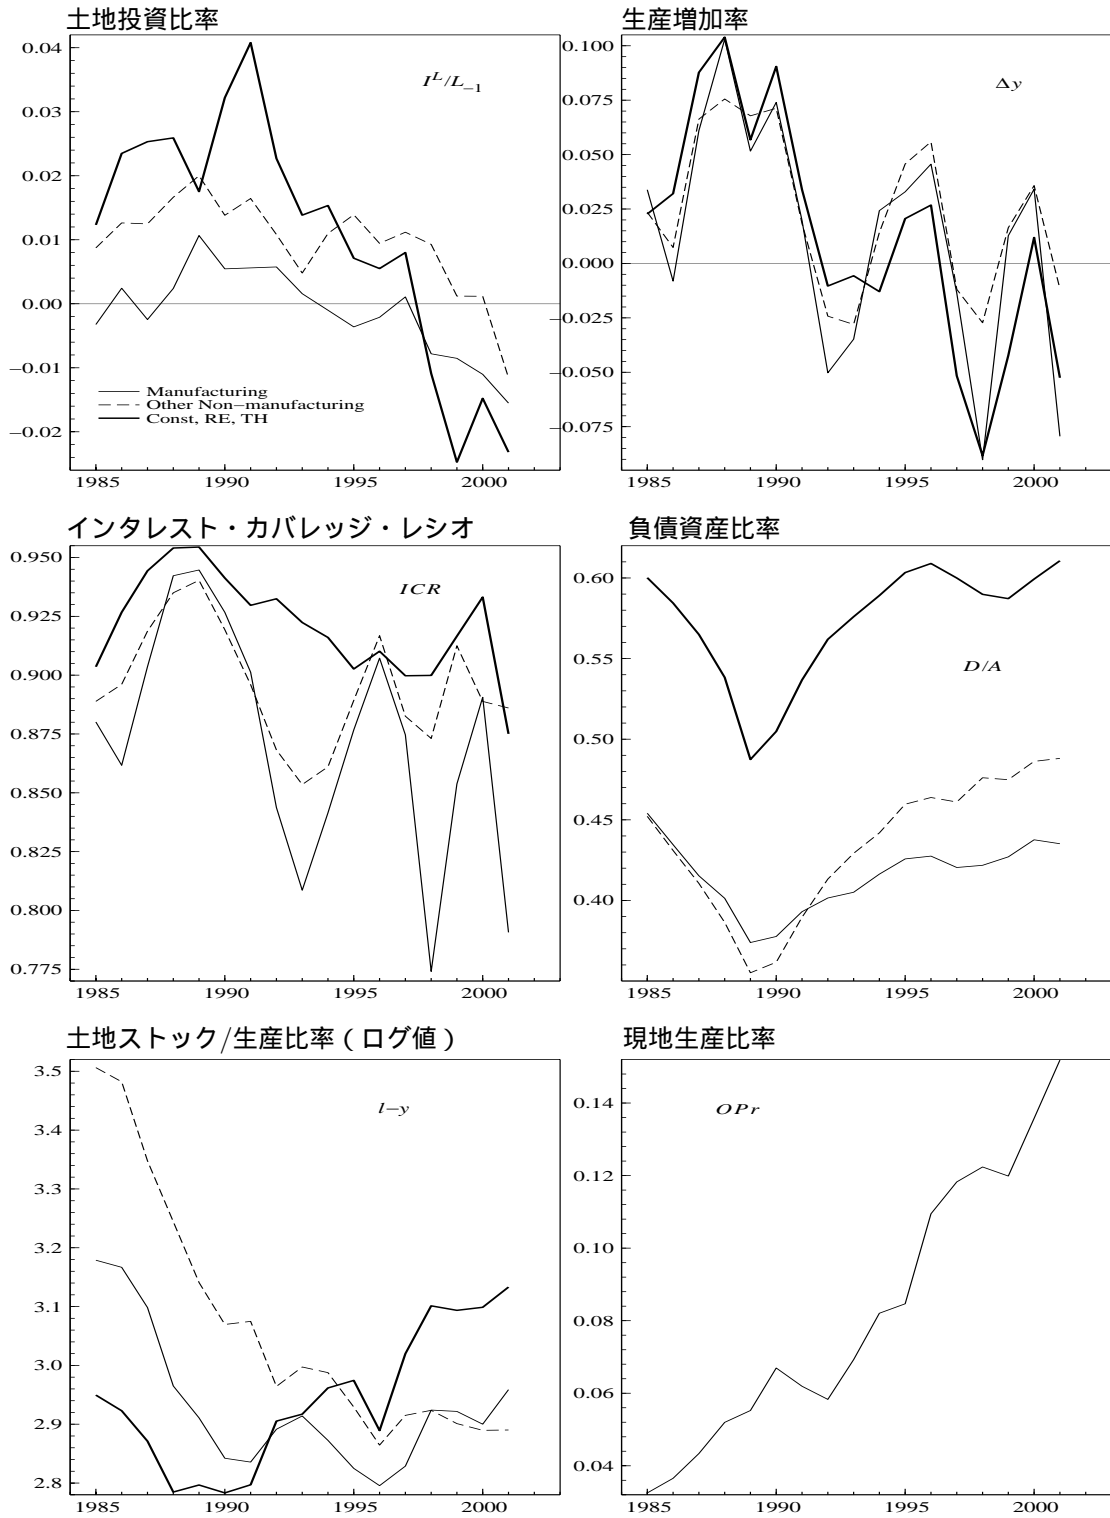 土地投資比率
0.04
0.03
0.02
0.01
0.00
−0.01
−0.02
I^L/L_−1
Manufacturing
Other Non−manufacturing
Const, RE, TH
1985 1990 1995 2000
生産増加率
0.100
0.075
0.050
0.025
0.000
−0.025
−0.050
−0.075
Δy
1985 1990 1995 2000
インタレスト・カバレッジ・レシオ
0.950
0.925
0.900
0.875
0.850
0.825
0.800
0.775
ICR
1985 1990 1995 2000
負債資産比率
0.60
0.55
0.50
0.45
0.40
D/A
1985 1990 1995 2000
土地ストック/生産比率(ログ値)
3.5
3.4
3.3
3.2
3.1
3.0
2.9
2.8
l−y
1985 1990 1995 2000
現地生産比率
0.14
0.12
0.10
0.08
0.06
0.04
OPr
1985 1990 1995 2000